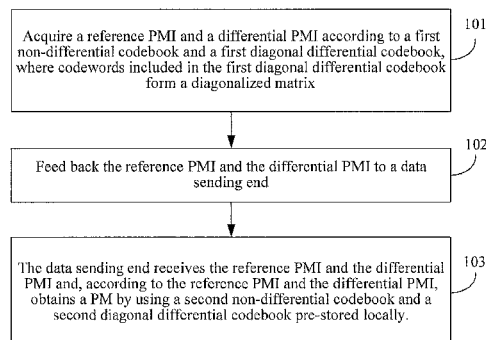 101
Acquire a reference PMI and a differential PMI according to a first
non-differential codebook and a first diagonal differential codebook,
where codewords included in the first diagonal differential codebook
form a diagonalized matrix
102
Feed back the reference PMI and the differential PMI to a data
sending end
103
The data sending end receives the reference PMI and the differential
PMI and, according to the reference PMI and the differential PMI,
obtains a PM by using a second non-differential codebook and a
second diagonal differential codebook pre-stored locally.